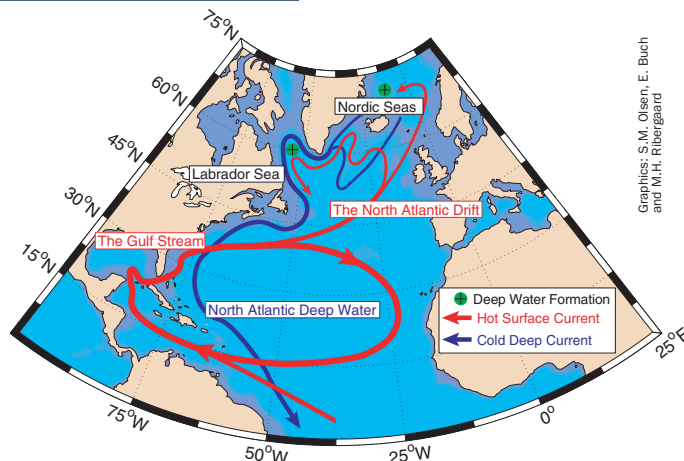 75°N
60°N
45°N
30°N
15°N
Nordic Seas
Labrador Sea
The North Atlantic Drift
The Gulf Stream
North Atlantic Deep Water
Deep Water Formation
Hot Surface Current
Cold Deep Current
75°W
50°W
25°W
0°
25°E
Graphics: S.M. Olsen, E. Buch
and M.H. Ribergaard